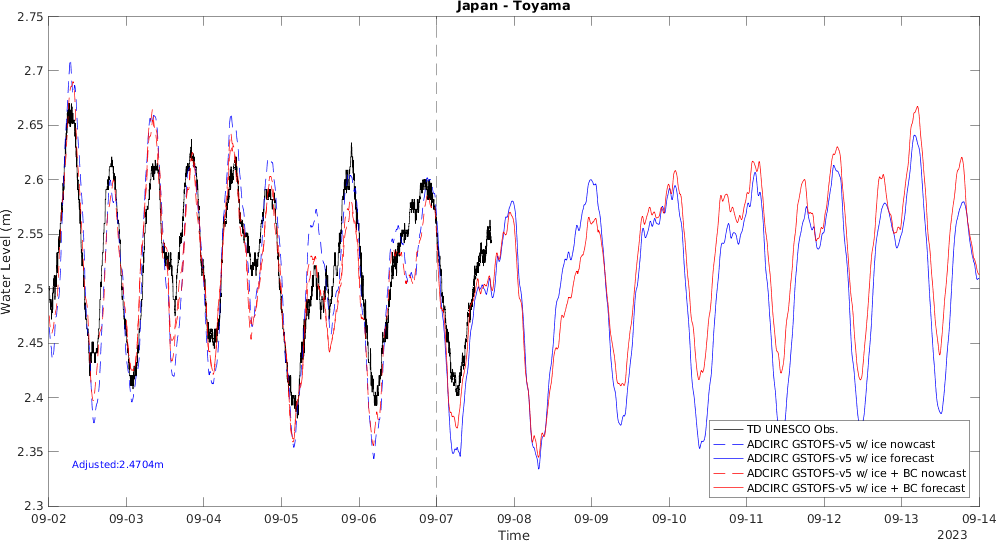 Japan - Toyama
2.75
2.7
2.65
2.6
2.55
2.5
2.45
2.4
2.35
2.3
Water Level (m)
Adjusted:2.4704m
TD UNESCO Obs.
ADCIRC GSTOFS-v5 w/ ice nowcast
ADCIRC GSTOFS-v5 w/ ice forecast
ADCIRC GSTOFS-v5 w/ ice + BC nowcast
ADCIRC GSTOFS-v5 w/ ice + BC forecast
09-02 09-03 09-04 09-05 09-06 09-07 09-08 09-09 09-10 09-11 09-12 09-13 09-14
Time
2023